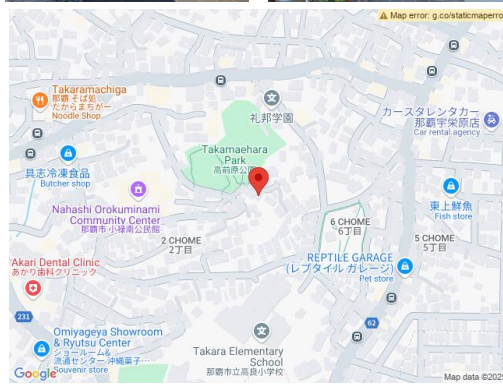 Map error: g.co/staticmaperro
Takaramachiga
那覇 そば処
だからまちがー
Noodle Shop
礼邦学園
カースタレンタカー
那覇宇栄原店
Car rental agency
Takamaehara
Park
高前原公園
具志冷凍食品
Butcher shop
Nahashi Orokuminami
Community Center
那覇市 小禄南公民館
東上鮮魚
Fish store
2 CHOME
2丁目
6 CHOME
6丁目
5 CHOME
5丁目
Akari Dental Clinic
あかり歯科クリニック
REPTILE GARAGE
(レプタイル ガレージ)
Pet store
231
62
Omiyageya Showroom
& Ryutsu Center
ショールーム&
流通センター 沖縄菓子…
Souvenir store
Takara Elementary
School
那覇市立高良小学校
Google
Map data ©202